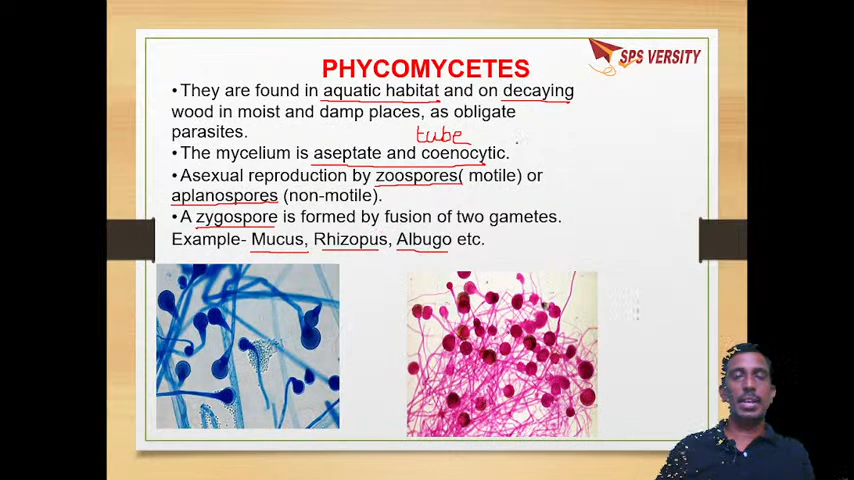 SPS VERSITY
PHYCOMYCETES
•They are found in aquatic habitat and on decaying
wood in moist and damp places, as obligate
parasites.
tube
•The mycelium is aseptate and coenocytic.
•Asexual reproduction by zoospores( motile) or
aplanospores (non-motile).
•A zygospore is formed by fusion of two gametes.
Example- Mucus, Rhizopus, Albugo etc.